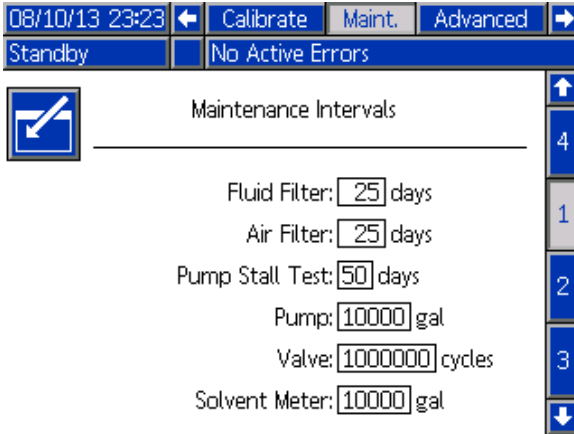 08/10/13 23:23 Calibrate Maint. Advanced
Standby No Active Errors
Maintenance Intervals
4
Fluid Filter: 25 days
1
Air Filter: 25 days
Pump Stall Test: 50 days
2
Pump: 10000 gal
Valve: 1000000 cycles
3
Solvent Meter: 10000 gal